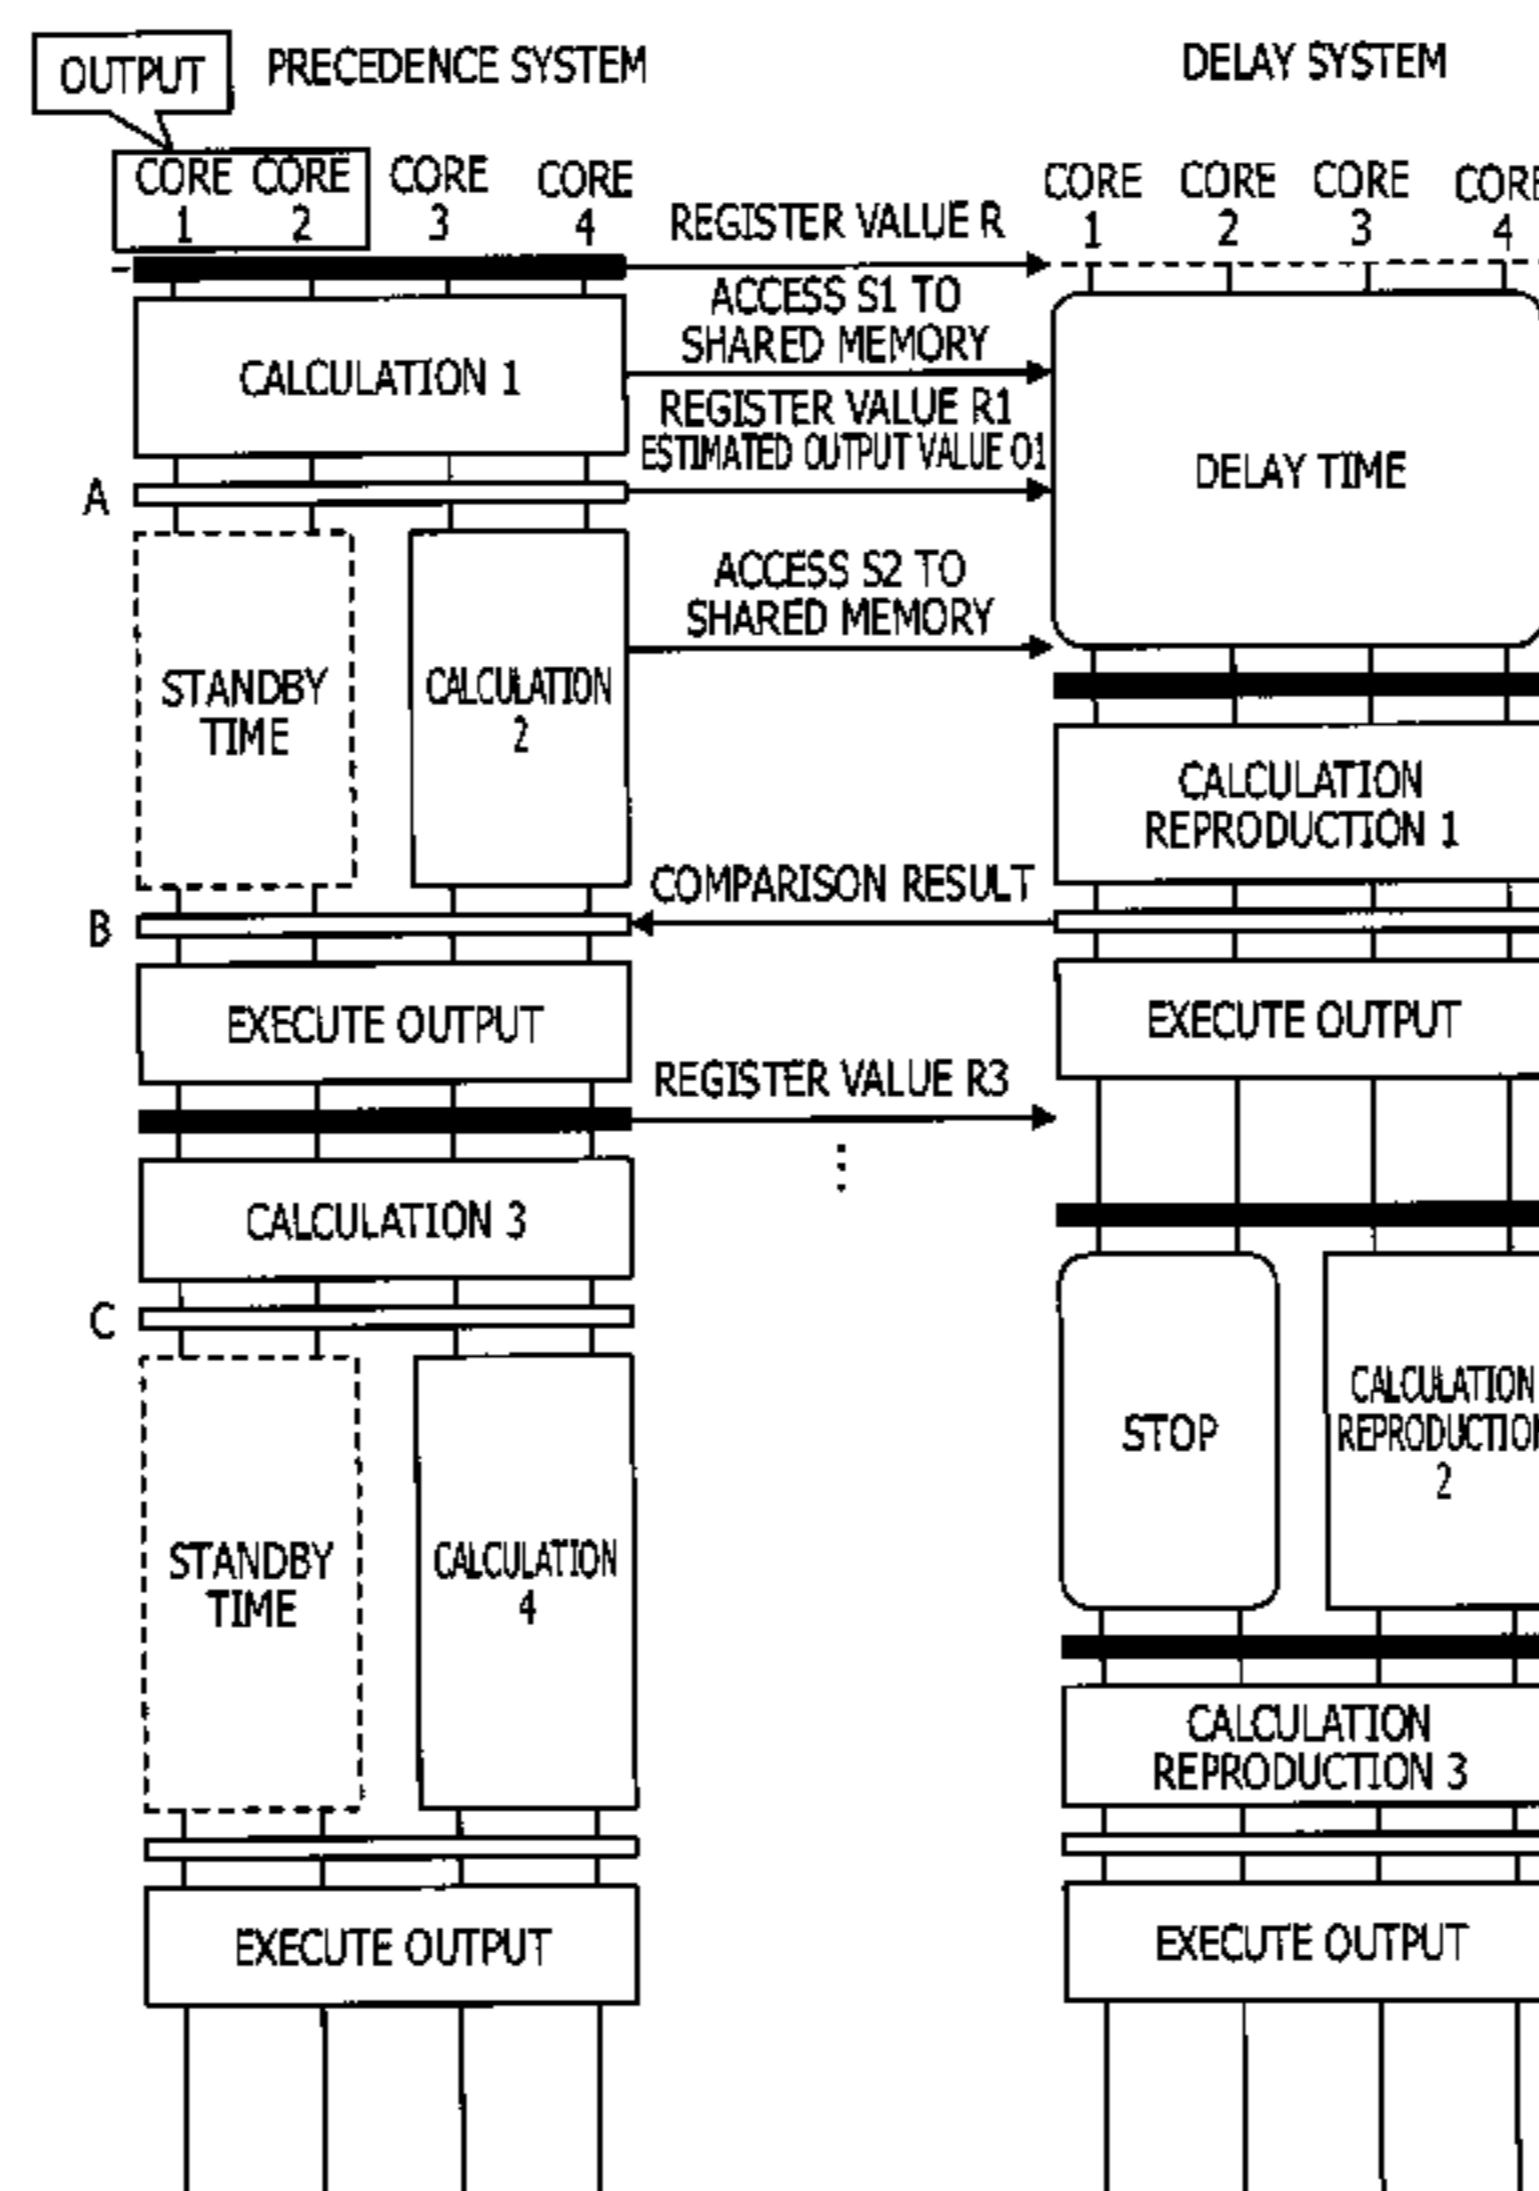 OUTPUT
PRECEDENCE SYSTEM
DELAY SYSTEM
CORE 1
CORE 2
CORE 3
CORE 4
CORE 1
CORE 2
CORE 3
CORE 4
REGISTER VALUE R
ACCESS S1 TO
SHARED MEMORY
CALCULATION 1
REGISTER VALUE R1
ESTIMATED OUTPUT VALUE O1
DELAY TIME
A
ACCESS S2 TO
SHARED MEMORY
STANDBY
TIME
CALCULATION
2
CALCULATION
REPRODUCTION 1
COMPARISON RESULT
B
EXECUTE OUTPUT
EXECUTE OUTPUT
REGISTER VALUE R3
CALCULATION 3
C
STOP
CALCULATION
REPRODUCTION
2
STANDBY
TIME
CALCULATION
4
CALCULATION
REPRODUCTION 3
EXECUTE OUTPUT
EXECUTE OUTPUT